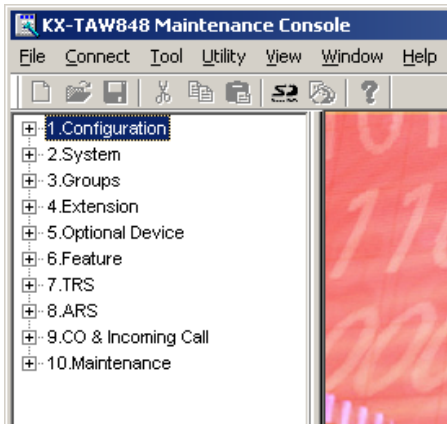 KX-TAW848 Maintenance Console
File Connect Tool Utility View Window Help
1.Configuration
2.System
3.Groups
4.Extension
5.Optional Device
6.Feature
7.TRS
8.ARS
9.CO & Incoming Call
10.Maintenance